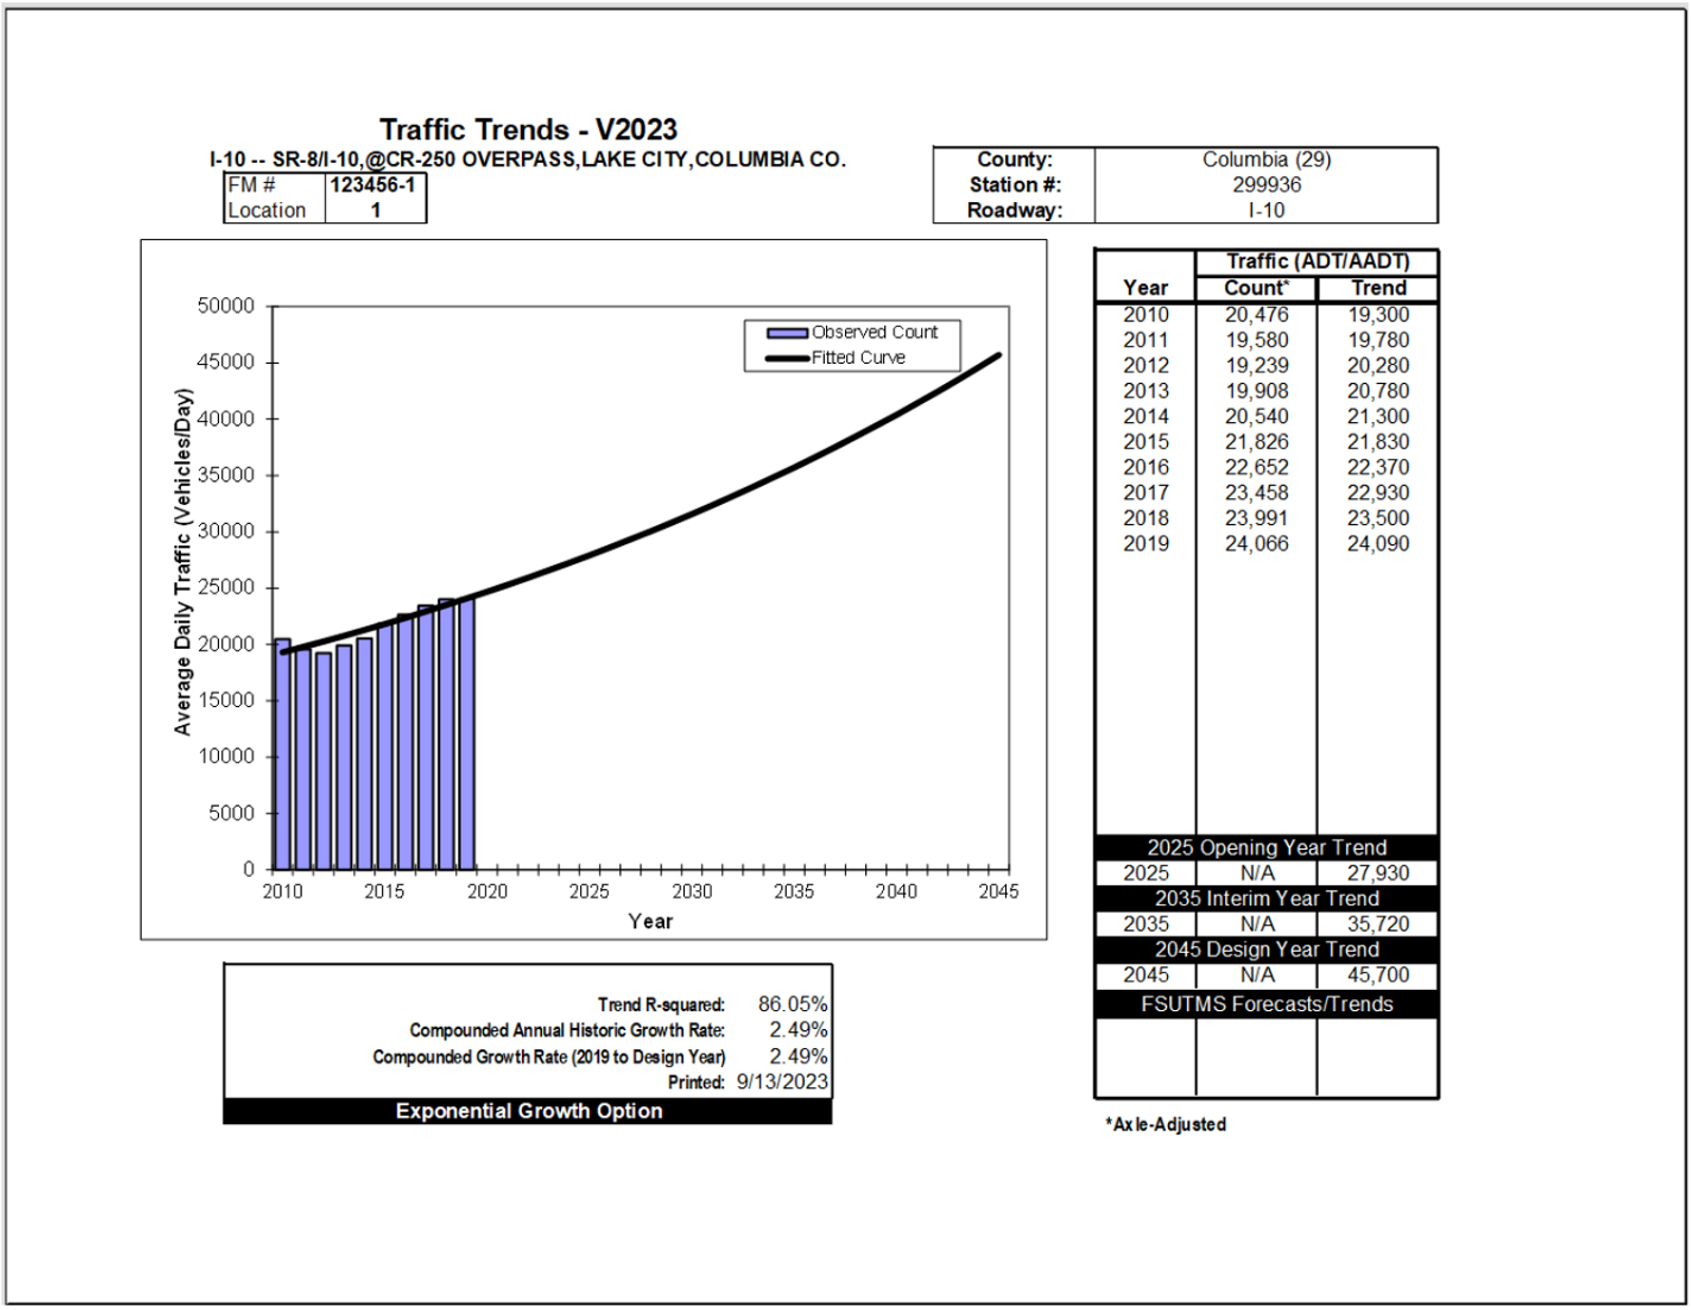 Traffic Trends - V2023
I-10 -- SR-8/I-10,@CR-250 OVERPASS,LAKE CITY,COLUMBIA CO.
FM # 123456-1
Location 1
County: Columbia (29)
Station #: 299936
Roadway: I-10
Average Daily Traffic (Vehicles/Day)
50000
45000
40000
35000
30000
25000
20000
15000
10000
5000
0
Observed Count
Fitted Curve
2010 2015 2020 2025 2030 2035 2040 2045
Year
Traffic (ADT/AADT)
Year Count* Trend
2010 20,476 19,300
2011 19,580 19,780
2012 19,239 20,280
2013 19,908 20,780
2014 20,540 21,300
2015 21,826 21,830
2016 22,652 22,370
2017 23,458 22,930
2018 23,991 23,500
2019 24,066 24,090
2025 Opening Year Trend
2025 N/A 27,930
2035 Interim Year Trend
2035 N/A 35,720
2045 Design Year Trend
2045 N/A 45,700
FSUTMS Forecasts/Trends
*Axle-Adjusted
Trend R-squared: 86.05%
Compounded Annual Historic Growth Rate: 2.49%
Compounded Growth Rate (2019 to Design Year) 2.49%
Printed: 9/13/2023
Exponential Growth Option